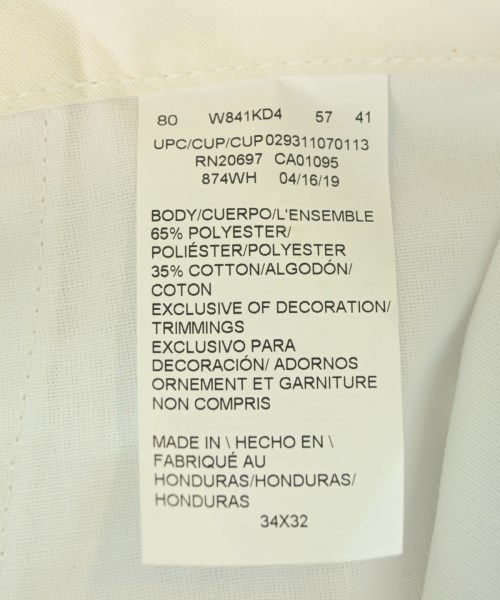 80 W841KD4 57 41
UPC/CUP/CUP029311070113
RN20697 CA01095
874WH 04/16/19
BODY/CUERPO/L'ENSEMBLE
65% POLYESTER/
POLIÉSTER/POLYESTER
35% COTTON/ALGODÓN/
COTON
EXCLUSIVE OF DECORATION/
TRIMMINGS
EXCLUSIVO PARA
DECORACIÓN/ ADORNOS
ORNEMENT ET GARNITURE
NON COMPRIS
MADE IN \ HECHO EN \
FABRIQUÉ AU
HONDURAS/HONDURAS/
HONDURAS
34X32